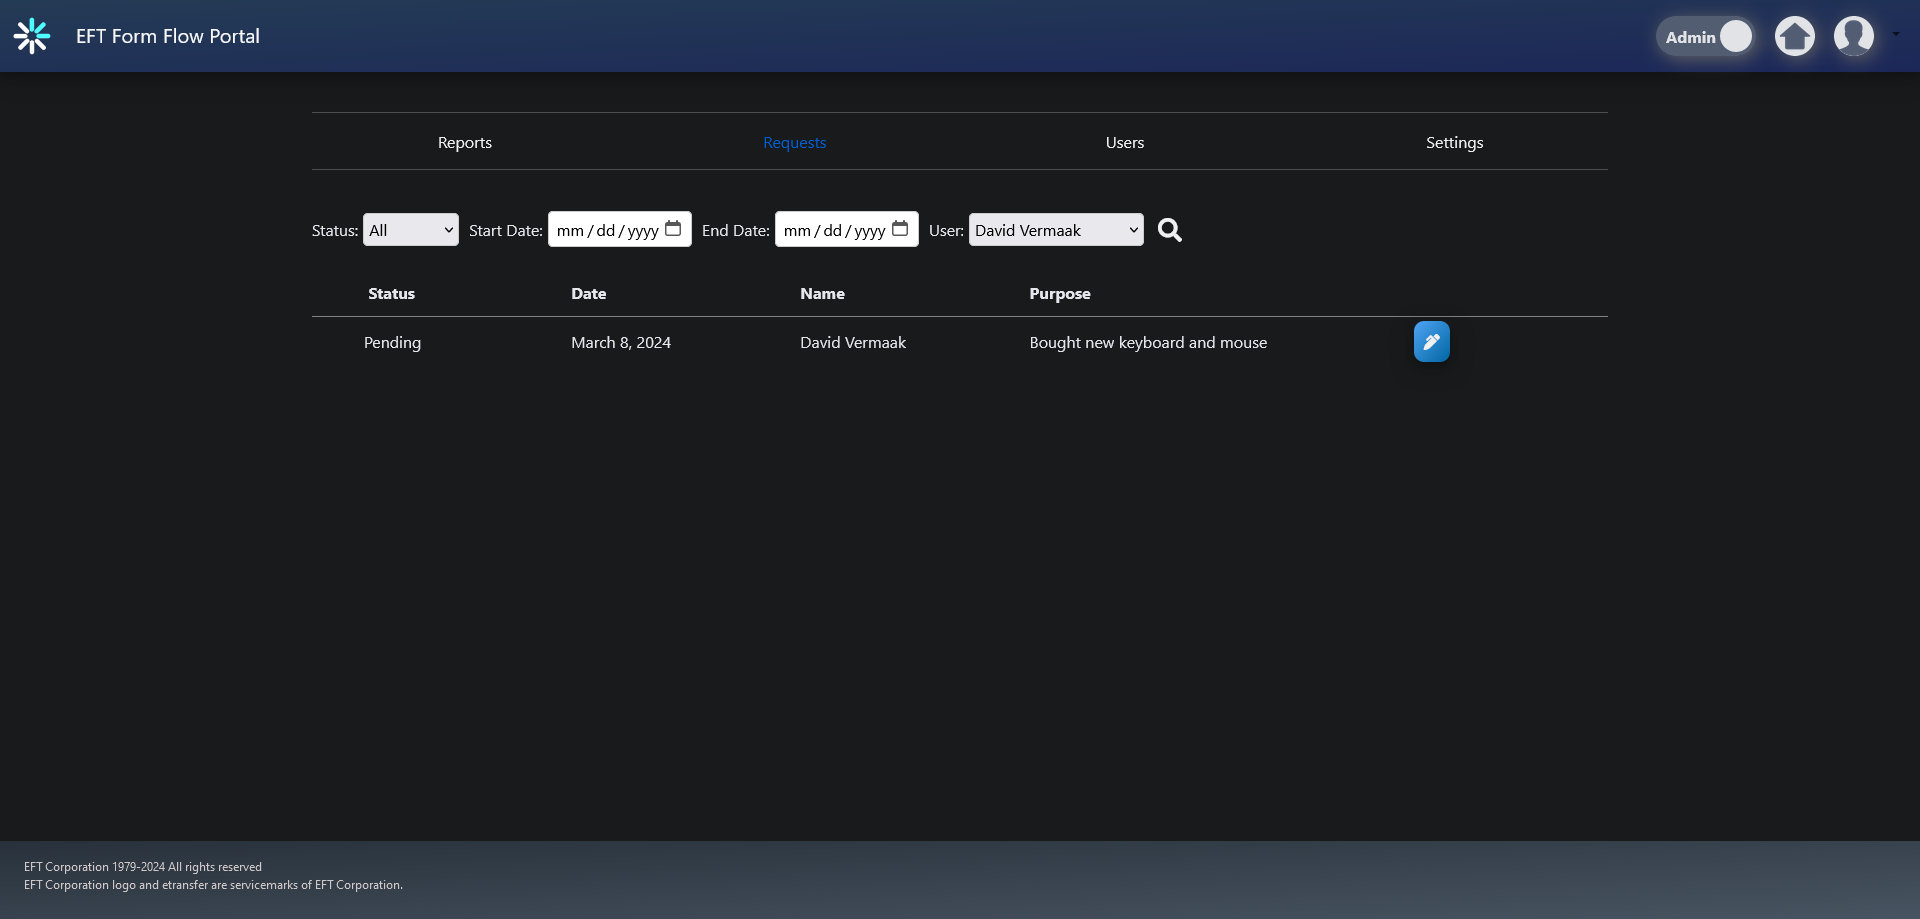 EFT Form Flow Portal
Admin
Reports Requests Users Settings
Status: All Start Date: mm/dd/yyyy End Date: mm/dd/yyyy User: David Vermaak
Status Date Name Purpose
Pending March 8, 2024 David Vermaak Bought new keyboard and mouse
EFT Corporation 1979-2024 All rights reserved
EFT Corporation logo and etransfer are servicemarks of EFT Corporation.